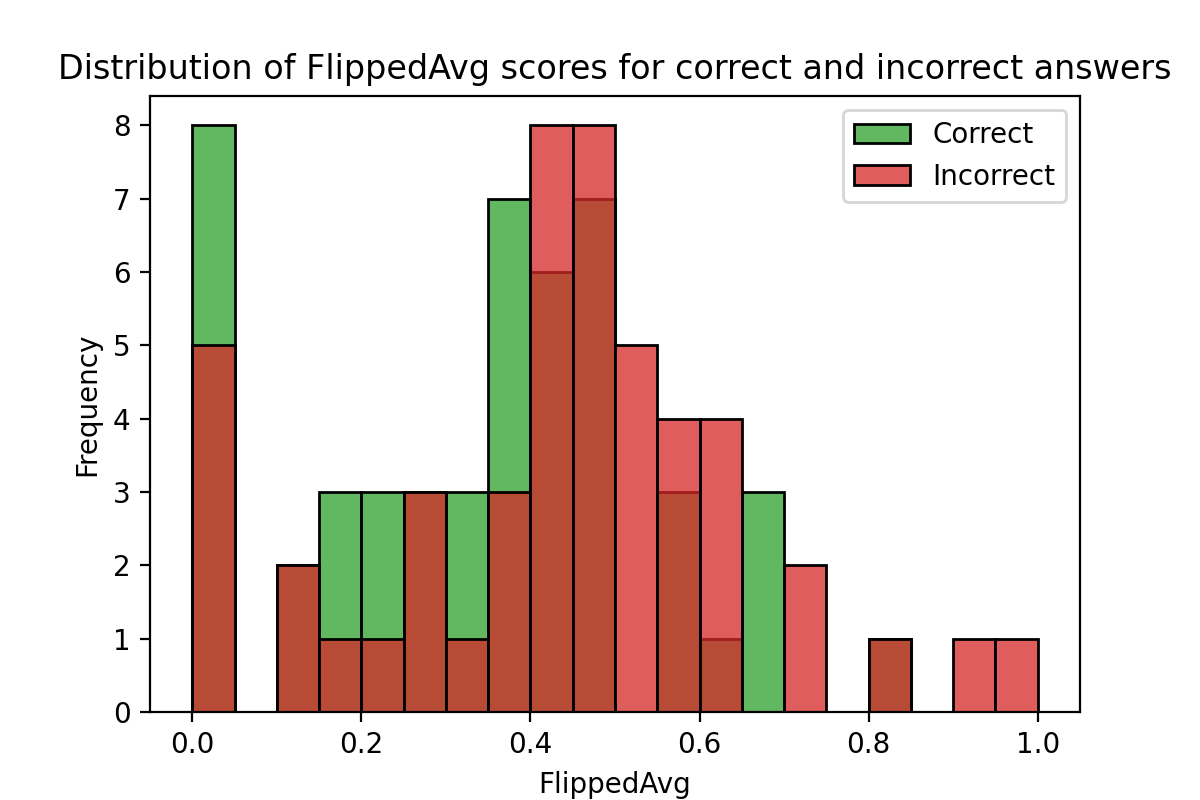 Distribution of FlippedAvg scores for correct and incorrect answers
Correct
Incorrect
8
7
6
5
4
3
2
1
0
Frequency
0.0 0.2 0.4 0.6 0.8 1.0
FlippedAvg